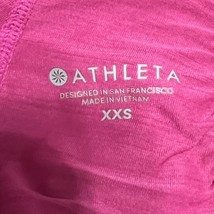 ATHLETA
DESIGNED IN SAN FRANCISCO
MADE IN VIETNAM
XXS